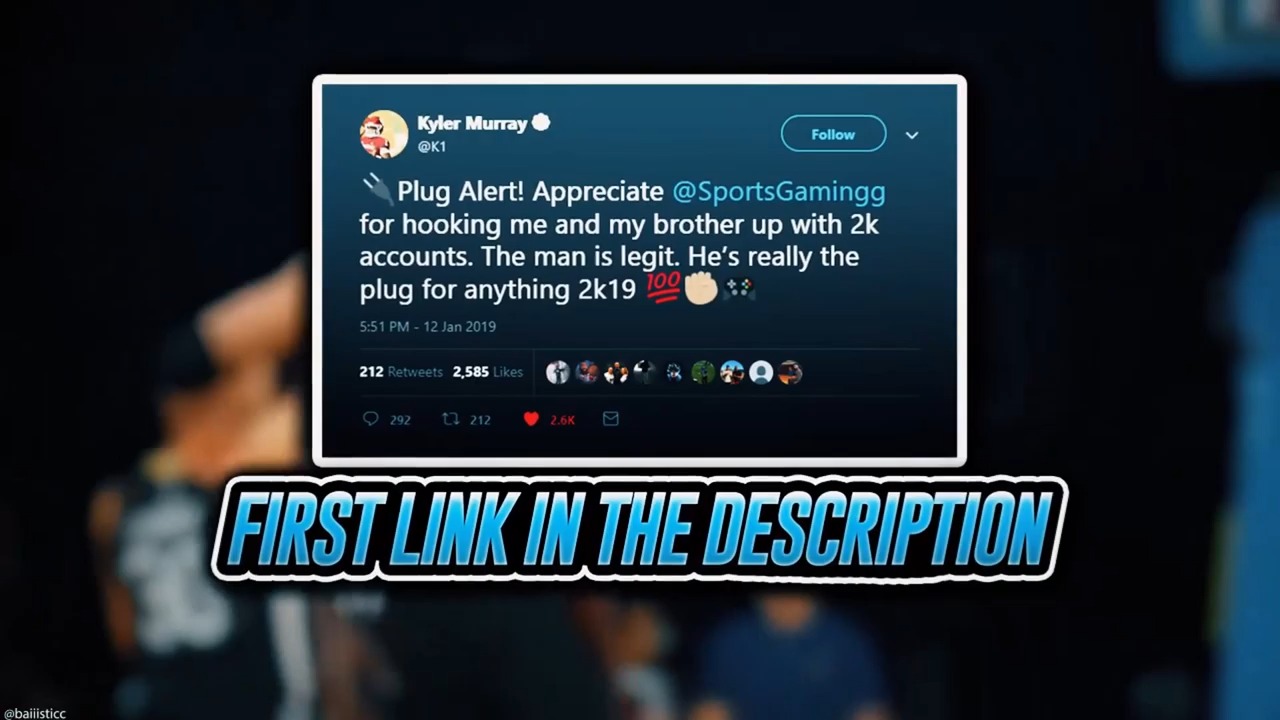 Kyler Murray
@K1
Follow
🔌Plug Alert! Appreciate @SportsGamingg
for hooking me and my brother up with 2k
accounts. The man is legit. He's really the
plug for anything 2k19 💯✊🏼🎮
5:51 PM - 12 Jan 2019
212 Retweets 2,585 Likes
292 212 2.6K
FIRST LINK IN THE DESCRIPTION
@baiiisticc